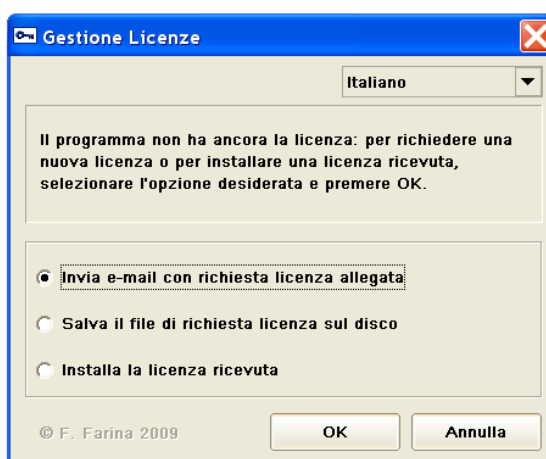 Gestione Licenze
Italiano
Il programma non ha ancora la licenza: per richiedere una
nuova licenza o per installare una licenza ricevuta,
selezionare l'opzione desiderata e premere OK.
Invia e-mail con richiesta licenza allegata
Salva il file di richiesta licenza sul disco
Installa la licenza ricevuta
© F. Farina 2009
OK
Annulla